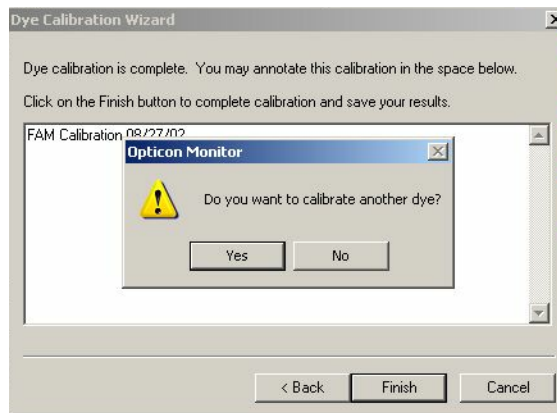 Dye Calibration Wizard
Dye calibration is complete. You may annotate this calibration in the space below.
Click on the Finish button to complete calibration and save your results.
FAM Calibration 08/27/02
Opticon Monitor
Do you want to calibrate another dye?
Yes No
< Back Finish Cancel